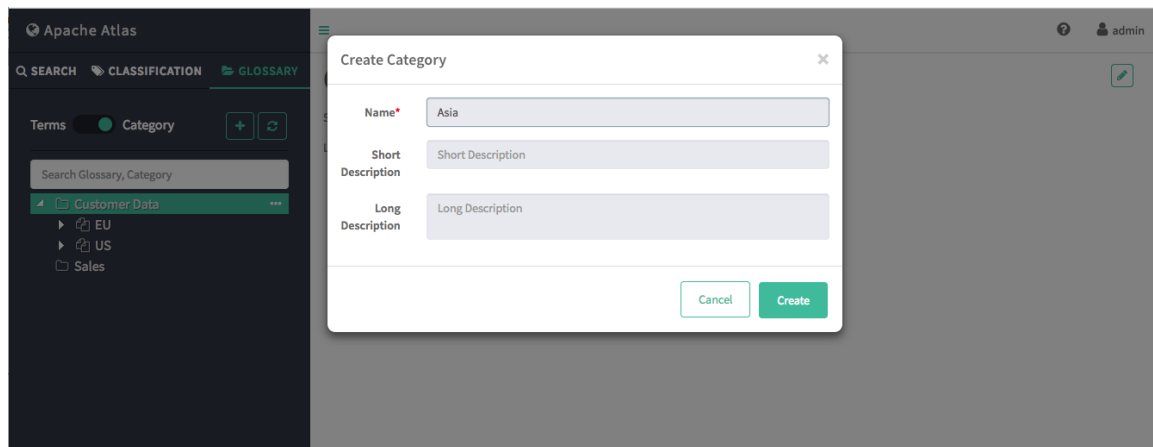 Apache Atlas
admin
SEARCH CLASSIFICATION GLOSSARY
Terms Category
Search Glossary, Category
Customer Data
EU
US
Sales
Create Category
Name*
Asia
Short Description
Short Description
Long Description
Long Description
Cancel
Create